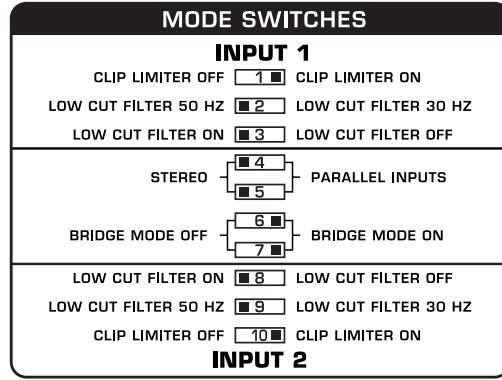 MODE SWITCHES
INPUT 1
CLIP LIMITER OFF 1 CLIP LIMITER ON
LOW CUT FILTER 50 HZ 2 LOW CUT FILTER 30 HZ
LOW CUT FILTER ON 3 LOW CUT FILTER OFF
4
STEREO PARALLEL INPUTS
5
6
BRIDGE MODE OFF BRIDGE MODE ON
7
LOW CUT FILTER ON 8 LOW CUT FILTER OFF
LOW CUT FILTER 50 HZ 9 LOW CUT FILTER 30 HZ
CLIP LIMITER OFF 10 CLIP LIMITER ON
INPUT 2